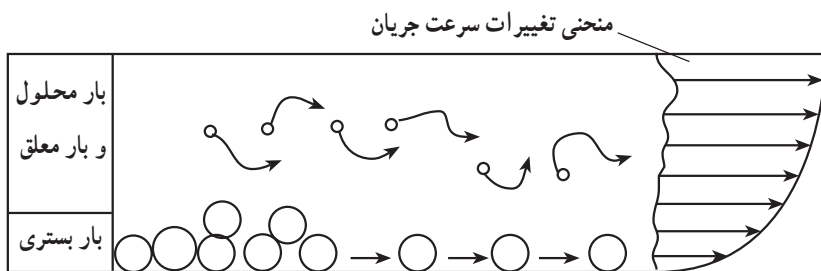 منحنی تغییرات سرعت جریان
بار محلول
و بار معلق
بار بستری